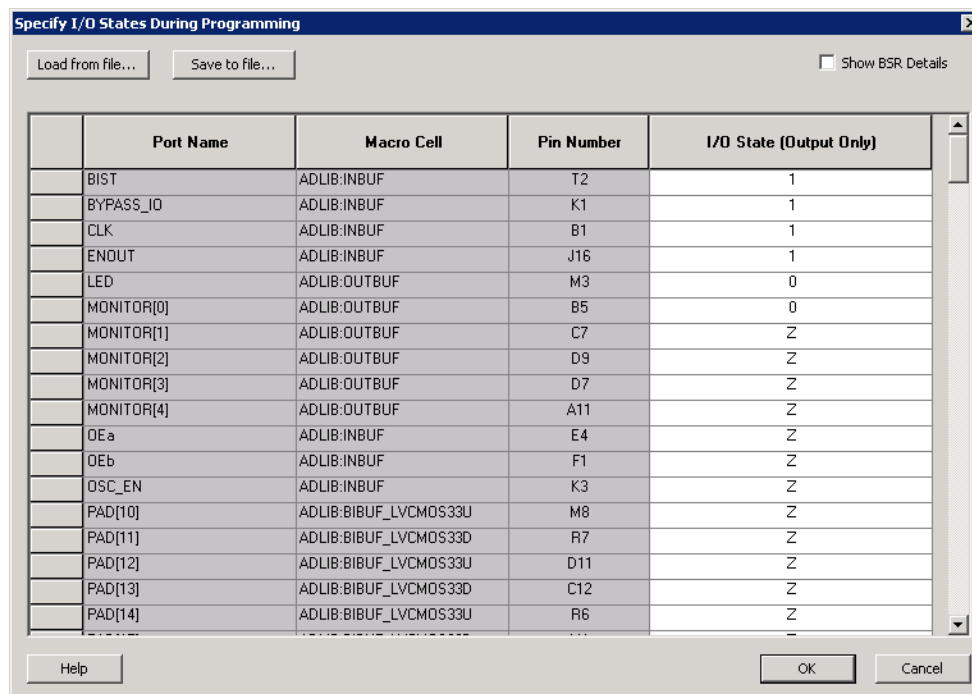 Specify I/O States During Programming
Load from file... Save to file... Show BSR Details
Port Name Macro Cell Pin Number I/O State (Output Only)
BIST ADLIB:INBUF T2 1
BYPASS_IO ADLIB:INBUF K1 1
CLK ADLIB:INBUF B1 1
ENOUT ADLIB:INBUF J16 1
LED ADLIB:OUTBUF M3 0
MONITOR[0] ADLIB:OUTBUF B5 0
MONITOR[1] ADLIB:OUTBUF C7 Z
MONITOR[2] ADLIB:OUTBUF D9 Z
MONITOR[3] ADLIB:OUTBUF D7 Z
MONITOR[4] ADLIB:OUTBUF A11 Z
OEa ADLIB:INBUF E4 Z
OEb ADLIB:INBUF F1 Z
OSC_EN ADLIB:INBUF K3 Z
PAD[10] ADLIB:BIBUF_LVCMOS33U M8 Z
PAD[11] ADLIB:BIBUF_LVCMOS33D R7 Z
PAD[12] ADLIB:BIBUF_LVCMOS33U D11 Z
PAD[13] ADLIB:BIBUF_LVCMOS33D C12 Z
PAD[14] ADLIB:BIBUF_LVCMOS33U R6 Z
Help OK Cancel